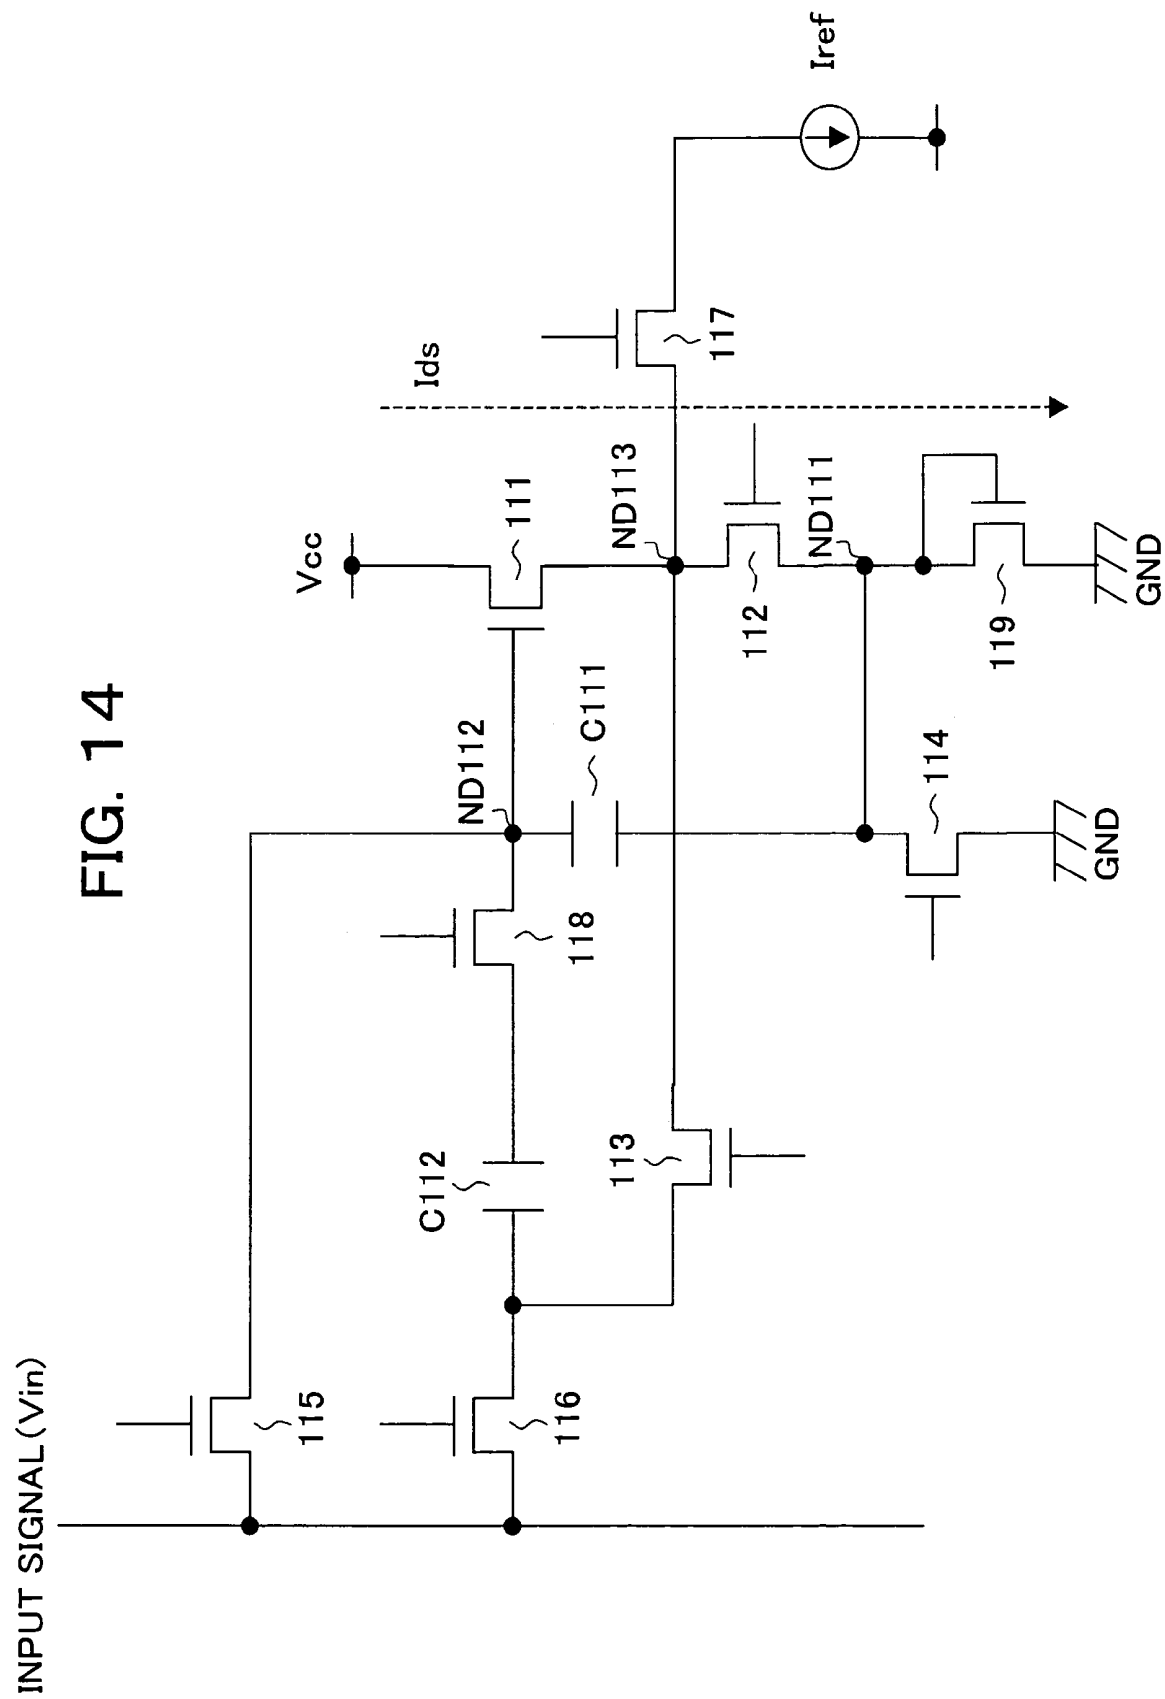 FIG. 14
INPUT SIGNAL(Vin)
Vcc
Ids
Iref
ND112
111
C111
ND113
117
118
C112
115
116
113
112
ND111
119
114
GND
GND